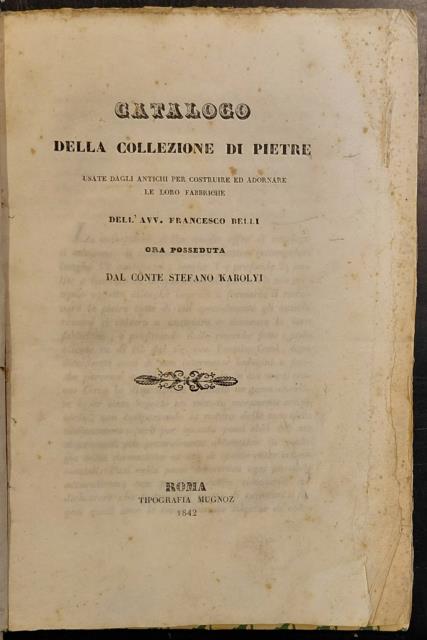 CATALOGO
DELLA COLLEZIONE DI PIETRE
USATE DAGLI ANTICHI PER COSTRUIRE ED ADORNARE
LE LORO FABBRICHE
DELL'AVV. FRANCESCO BELLI
ORA POSSEDUTA
DAL CONTE STEFANO KAROLYI
ROMA
TIPOGRAFIA MUGNOZ
1842